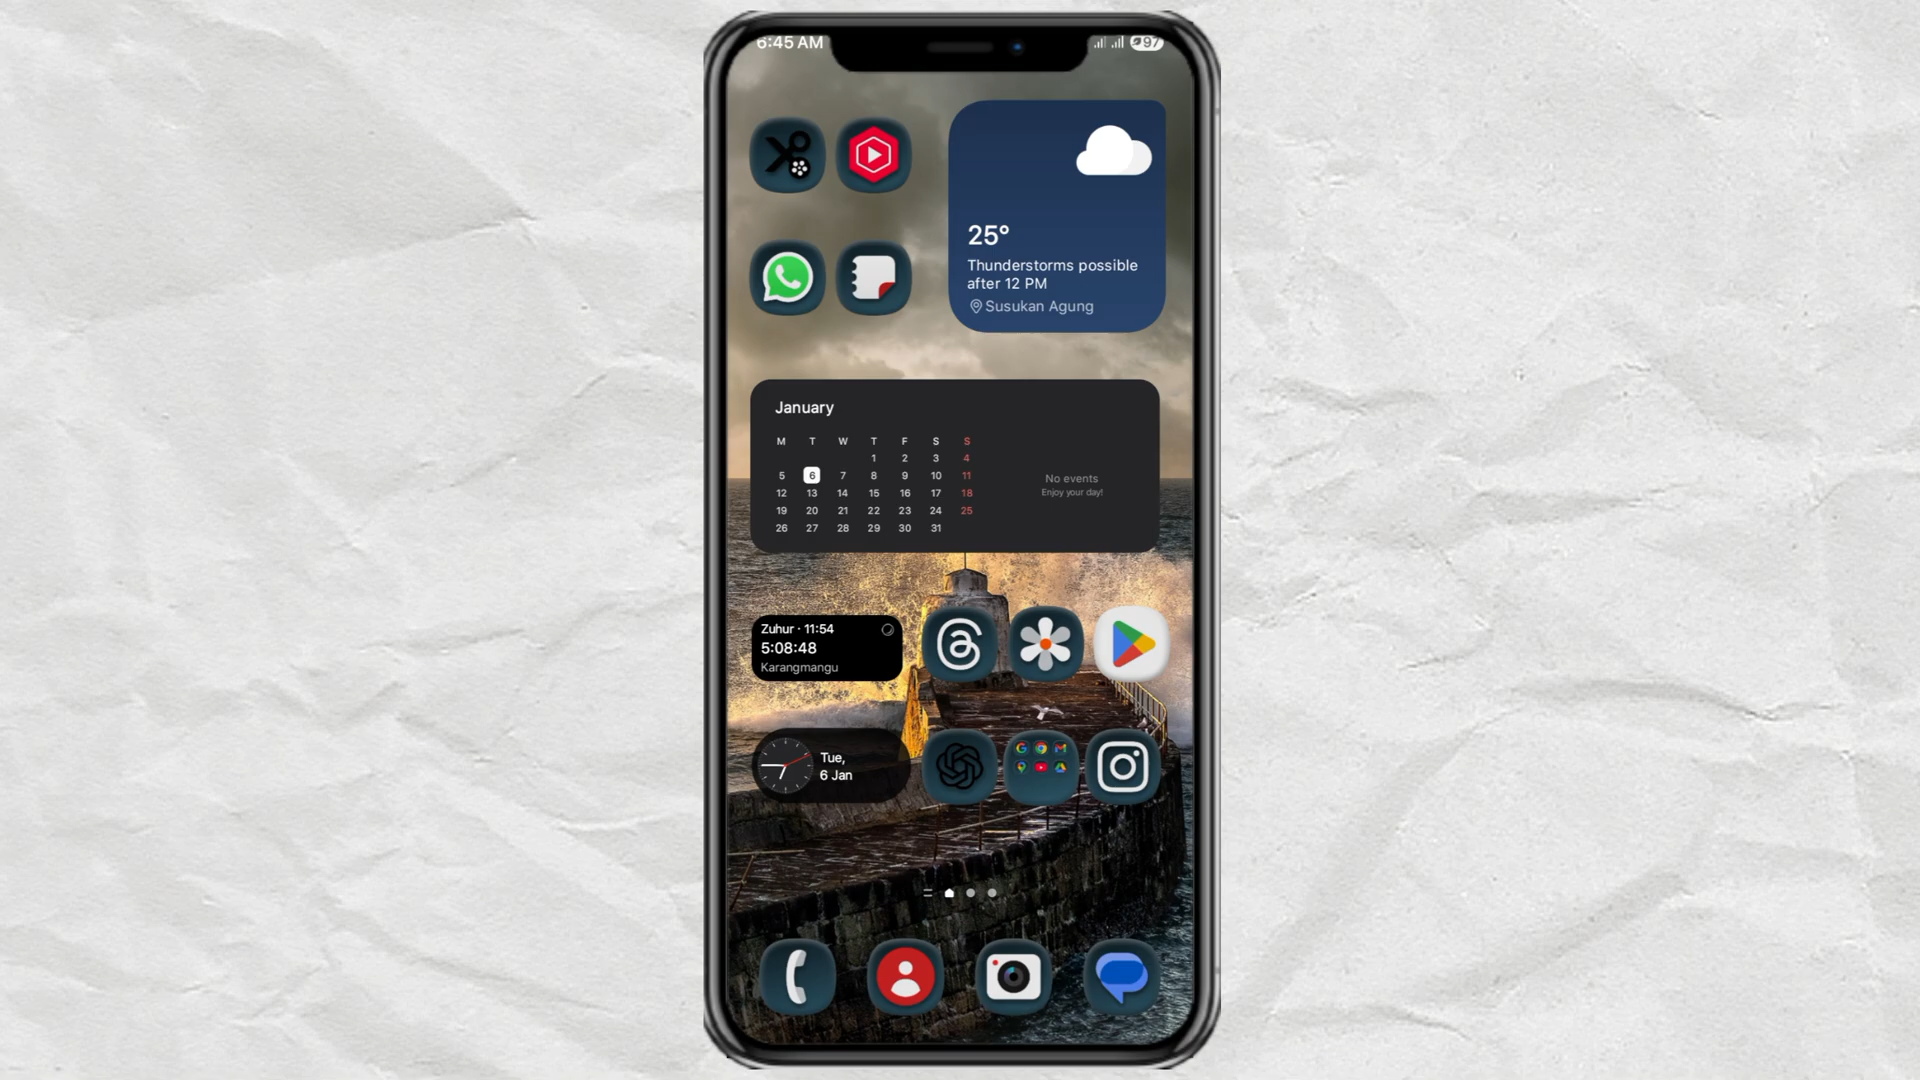 6:45 AM
97
25°
Thunderstorms possible
after 12 PM
Susukan Agung
January
M T W T F S S
1 2 3 4
5 6 7 8 9 10 11
12 13 14 15 16 17 18
19 20 21 22 23 24 25
26 27 28 29 30 31
No events
Enjoy your day!
Zuhur · 11:54
5:08:48
Karangmangu
Tue,
6 Jan